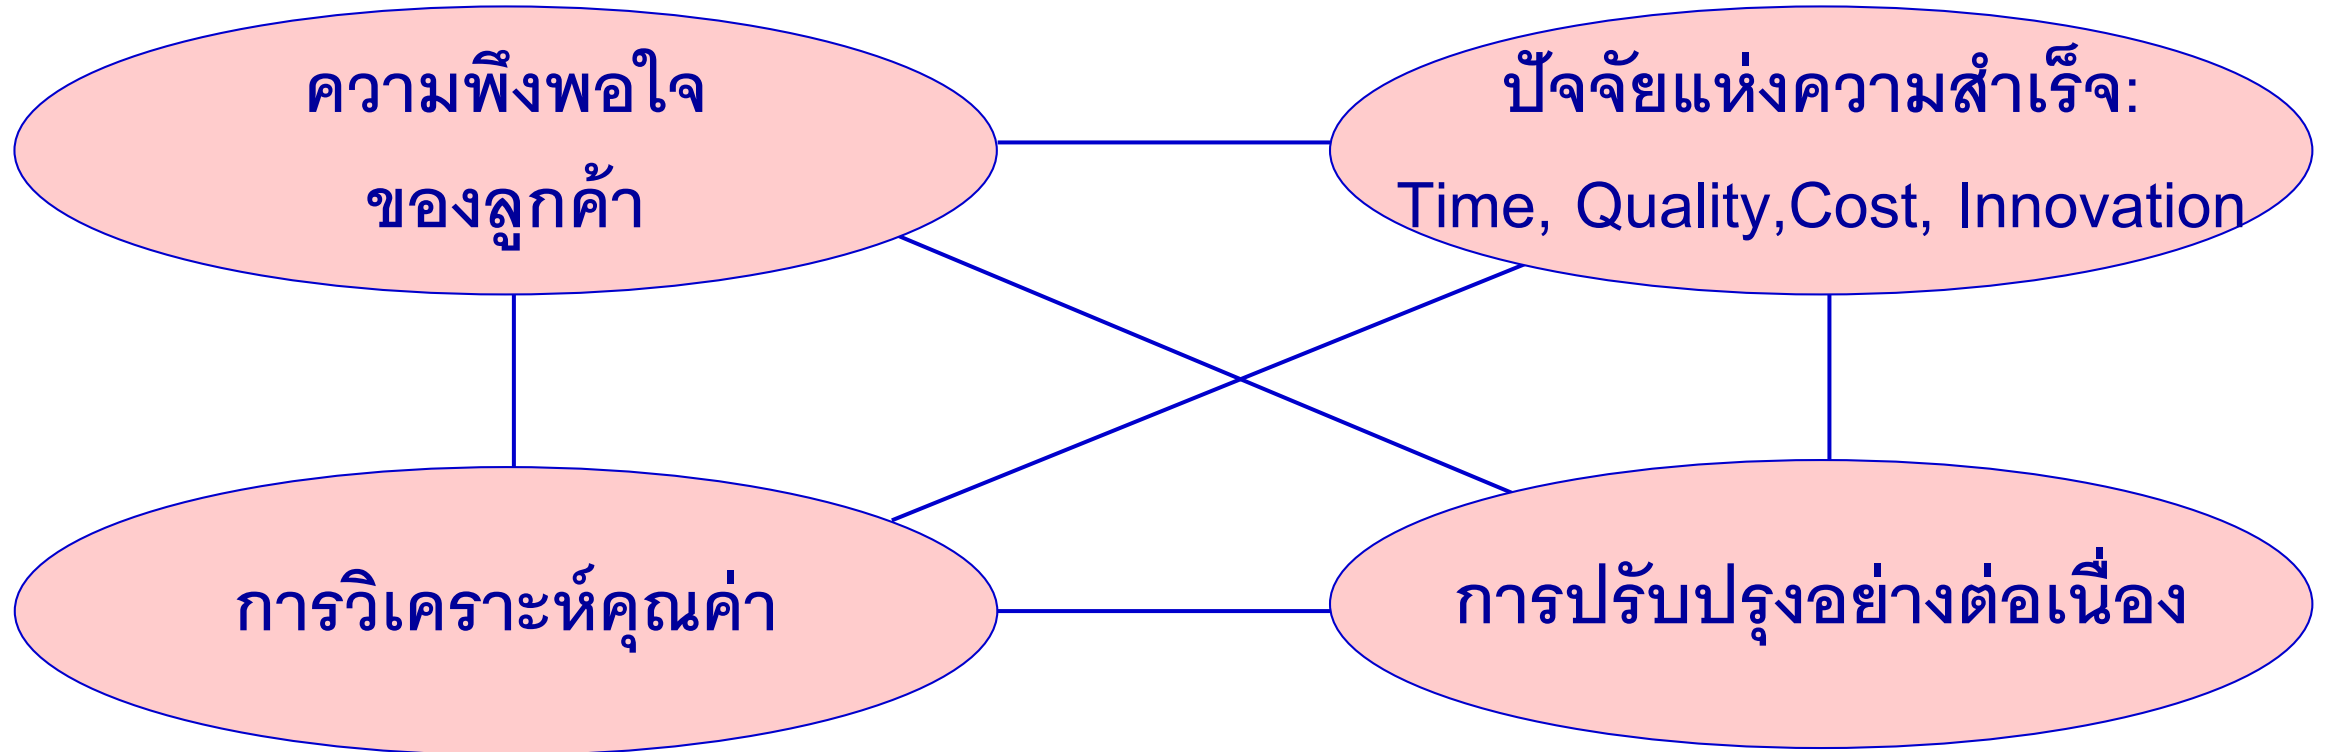 ความพึงพอใจ
ของลูกค้า
ปัจจัยแห่งความสำเร็จ:
Time, Quality,Cost, Innovation
การวิเคราะห์คุณค่า
การปรับปรุงอย่างต่อเนื่อง